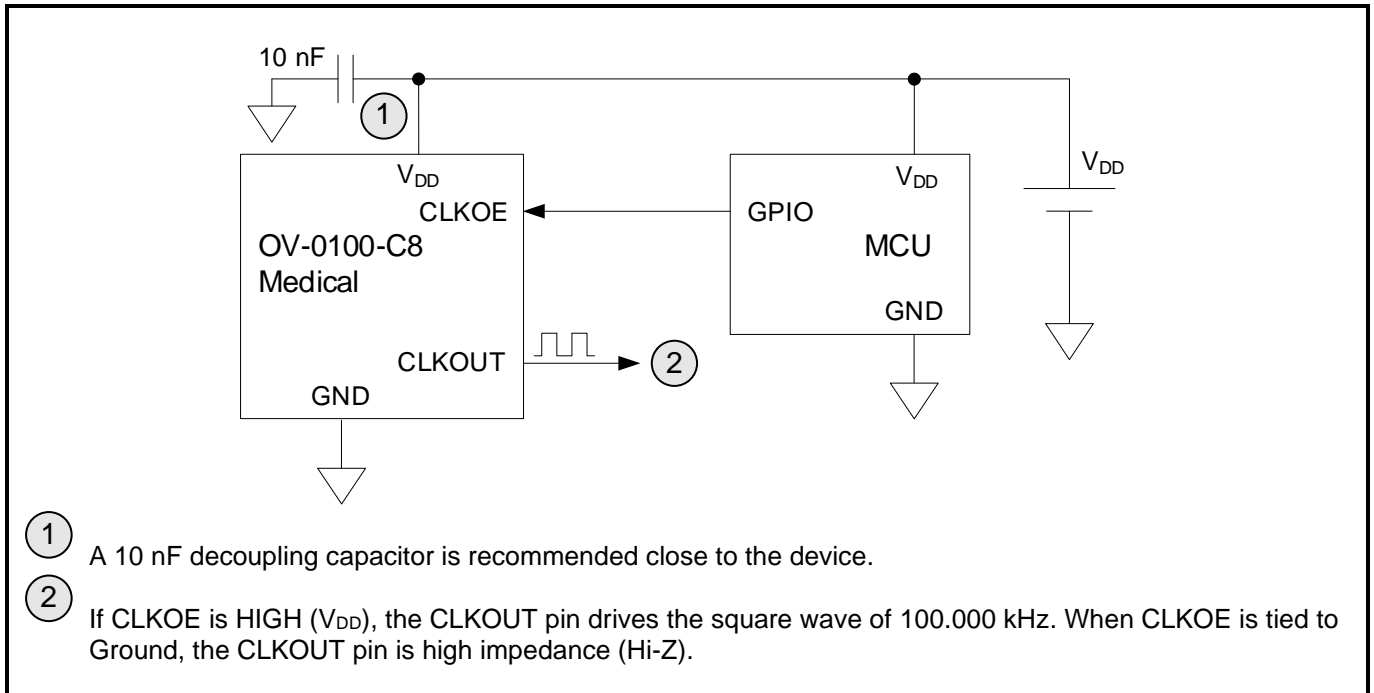 10 nF
1
V_DD
V_DD
V_DD
CLKOE
GPIO
OV-0100-C8
Medical
MCU
GND
CLKOUT
2
GND
1
A 10 nF decoupling capacitor is recommended close to the device.
2
If CLKOE is HIGH (V_DD), the CLKOUT pin drives the square wave of 100.000 kHz. When CLKOE is tied to
Ground, the CLKOUT pin is high impedance (Hi-Z).